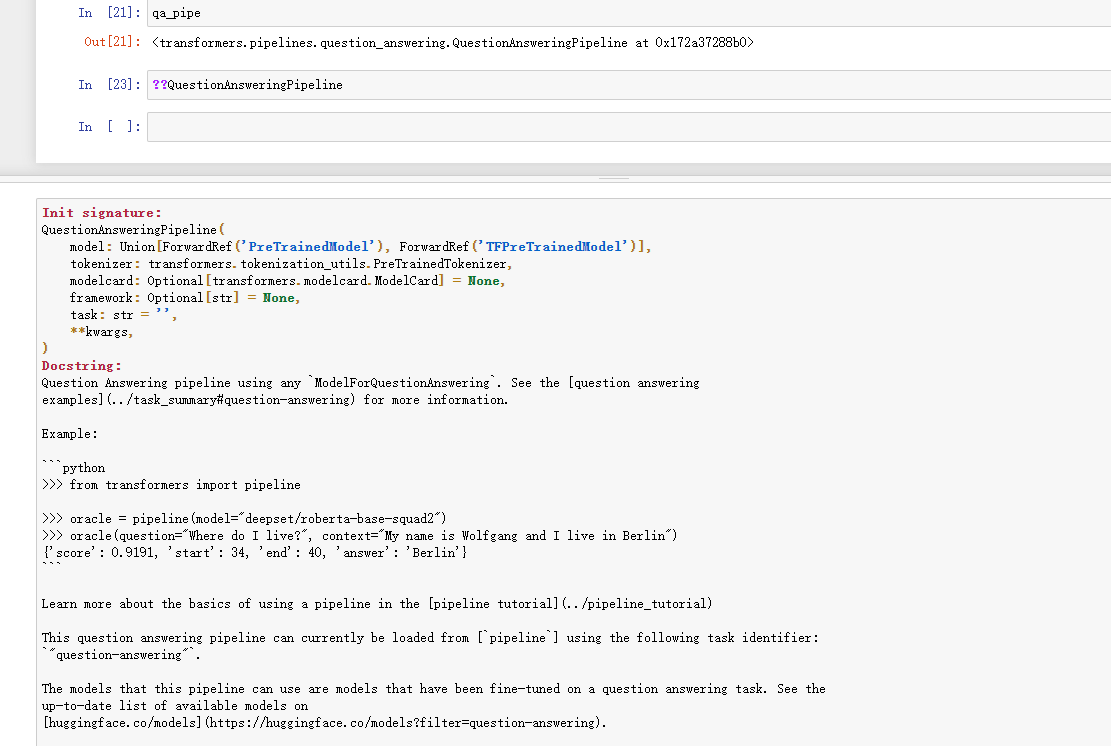 In [21]: qa_pipe
Out[21]: <transformers.pipelines.question_answering.QuestionAnsweringPipeline at 0x172a37288b0>
In [23]: ??QuestionAnsweringPipeline
In [ ]:
Init signature:
QuestionAnsweringPipeline(
    model: Union[ForwardRef('PreTrainedModel'), ForwardRef('TFPreTrainedModel')],
    tokenizer: transformers.tokenization_utils.PreTrainedTokenizer,
    modelcard: Optional[transformers.modelcard.ModelCard] = None,
    framework: Optional[str] = None,
    task: str = '',
    **kwargs,
)
Docstring:
Question Answering pipeline using any `ModelForQuestionAnswering`. See the [question answering
examples](../task_summary#question-answering) for more information.
Example:
```python
>>> from transformers import pipeline
>>> oracle = pipeline(model="deepset/roberta-base-squad2")
>>> oracle(question="Where do I live?", context="My name is Wolfgang and I live in Berlin")
{'score': 0.9191, 'start': 34, 'end': 40, 'answer': 'Berlin'}
```
Learn more about the basics of using a pipeline in the [pipeline tutorial](../pipeline_tutorial)
This question answering pipeline can currently be loaded from [`pipeline`] using the following task identifier:
`"question-answering"`.
The models that this pipeline can use are models that have been fine-tuned on a question answering task. See the
up-to-date list of available models on
[huggingface.co/models](https://huggingface.co/models?filter=question-answering).